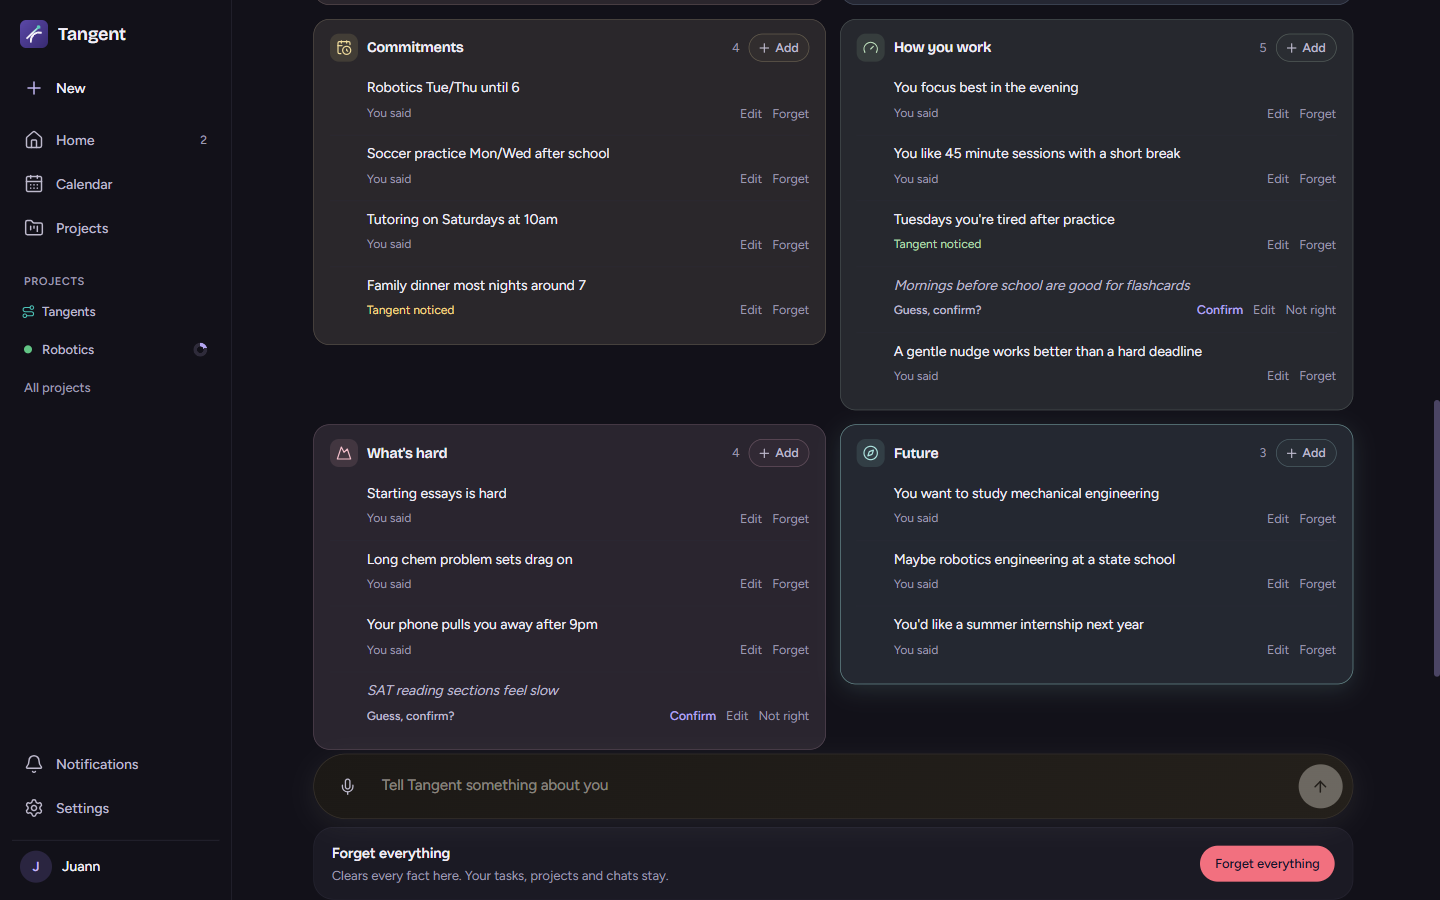 Tangent
New
Home 2
Calendar
Projects
PROJECTS
Tangents
Robotics
All projects
Notifications
Settings
J Juann
Commitments 4 + Add
Robotics Tue/Thu until 6
You said Edit Forget
Soccer practice Mon/Wed after school
You said Edit Forget
Tutoring on Saturdays at 10am
You said Edit Forget
Family dinner most nights around 7
Tangent noticed Edit Forget
How you work 5 + Add
You focus best in the evening
You said Edit Forget
You like 45 minute sessions with a short break
You said Edit Forget
Tuesdays you're tired after practice
Tangent noticed Edit Forget
Mornings before school are good for flashcards
Guess, confirm? Confirm Edit Not right
A gentle nudge works better than a hard deadline
You said Edit Forget
What's hard 4 + Add
Starting essays is hard
You said Edit Forget
Long chem problem sets drag on
You said Edit Forget
Your phone pulls you away after 9pm
You said Edit Forget
SAT reading sections feel slow
Guess, confirm? Confirm Edit Not right
Future 3 + Add
You want to study mechanical engineering
You said Edit Forget
Maybe robotics engineering at a state school
You said Edit Forget
You'd like a summer internship next year
You said Edit Forget
Tell Tangent something about you
Forget everything
Clears every fact here. Your tasks, projects and chats stay.
Forget everything